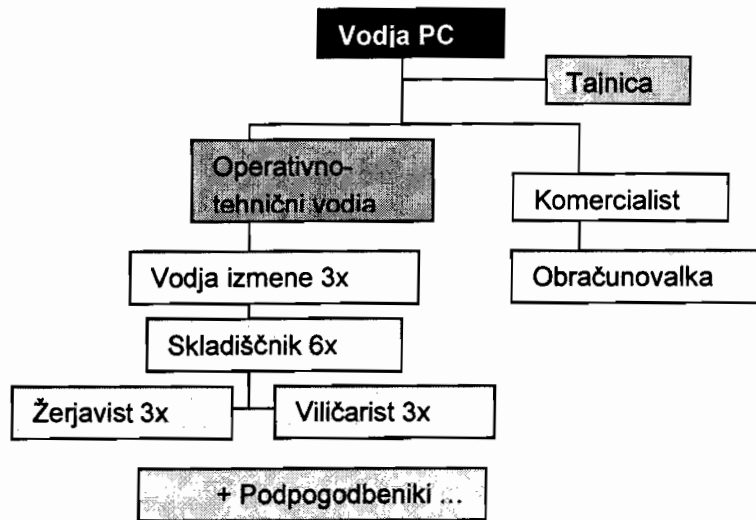 Vodja PC
Tajnica
Operativno-
tehnični vodja
Komercialist
Vodja izmene 3x
Obračunovalka
Skladiščnik 6x
Žerjavist 3x
Viličarist 3x
+ Podpogodbeniki ...